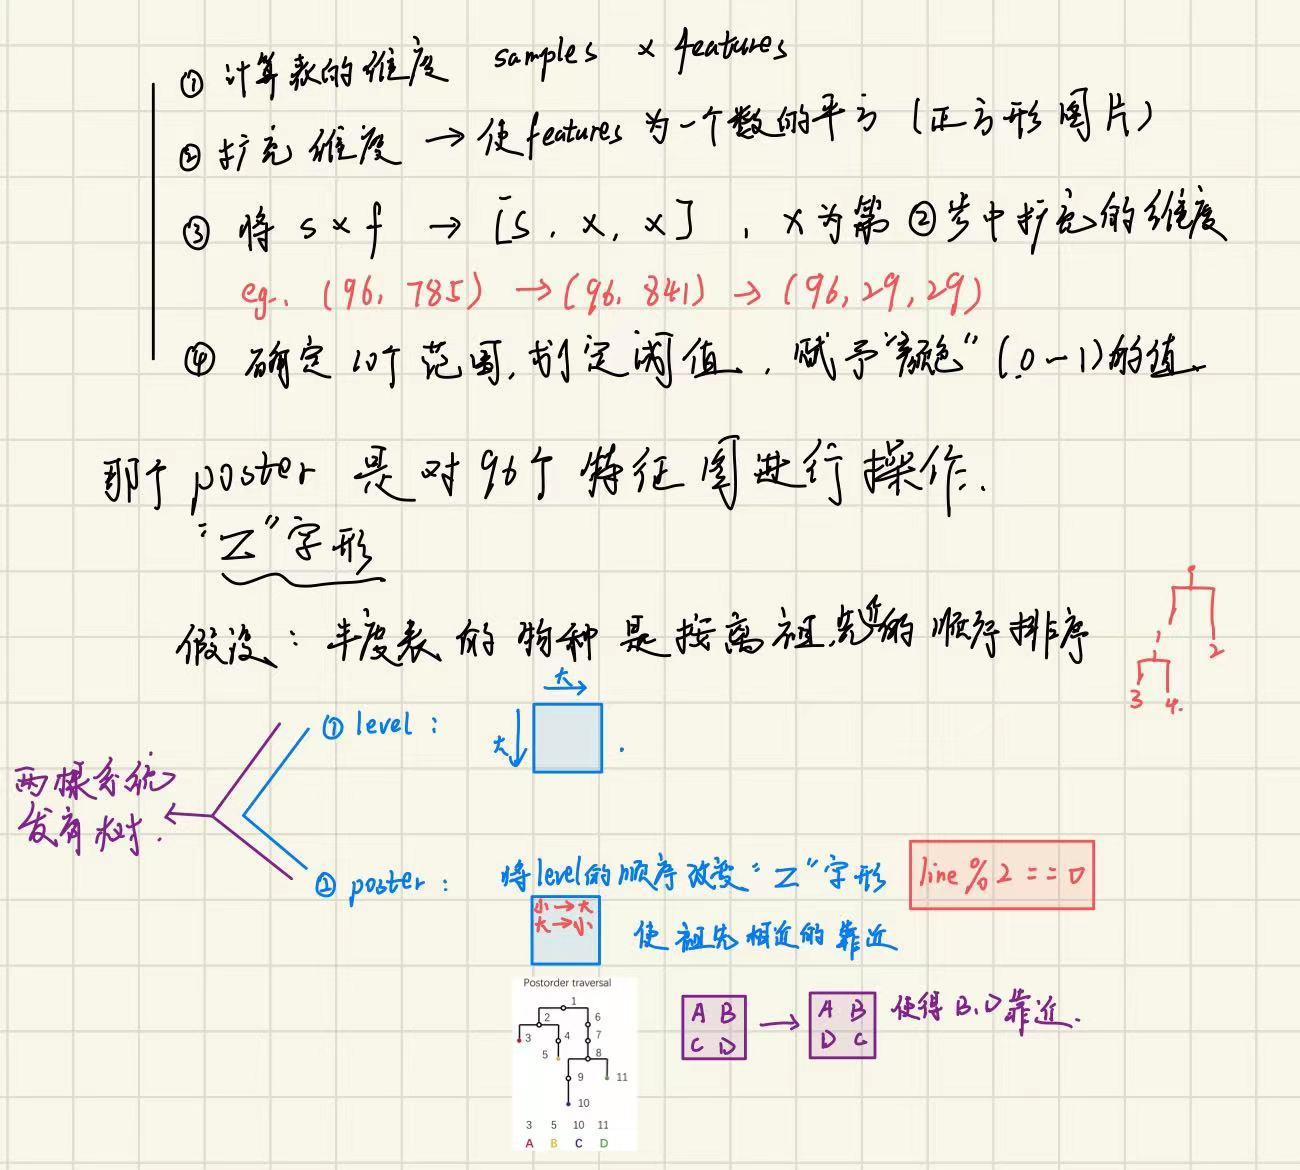 ① 计算表的维度 samples × features
② 扩充维度 → 使features为一个数的平方 (正方形图片)
③ 将 s × f → [s, x, x] , x为第②步中扩充的维度
eg. (96, 785) → (96, 841) → (96, 29, 29)
④ 确定10个范围, 划定阈值, 赋予"颜色" (0-1)的值.
那个poster是对96个特征图进行操作.
"Z"字形
假设: 丰度表的物种是按离祖先近的顺序排序
2
3 4.
大
① level:
大
两棵系统
发育树.
② poster: 将level的顺序改变"Z"字形 line % 2 == 0
小→大
大→小
使祖先相近的靠近
Postorder traversal
1
2 6
3 4 7
5 8
9 11
10
3 5 10 11
A B C D
A B → A B 使得B.D靠近.
C D D C